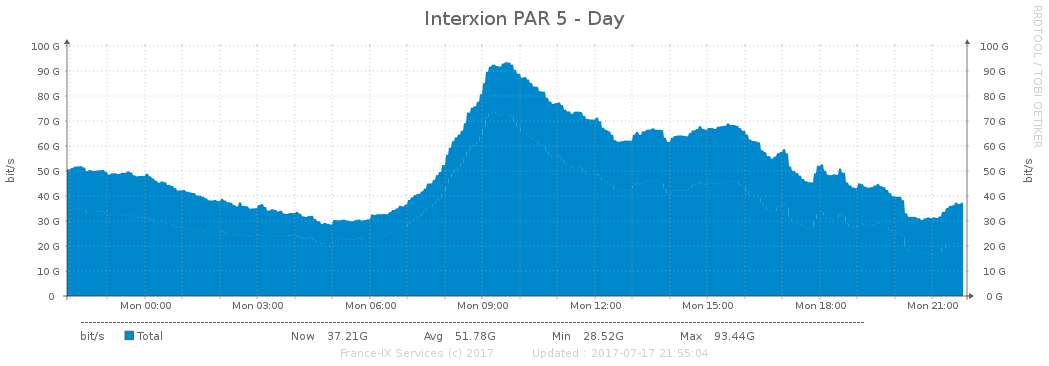 Interxion PAR 5 - Day
RRDTOOL / TOBI OETIKER
bit/s
100 G
90 G
80 G
70 G
60 G
50 G
40 G
30 G
20 G
10 G
0
100 G
90 G
80 G
70 G
60 G
50 G
40 G
30 G
20 G
10 G
0 G
bit/s
Mon 00:00 Mon 03:00 Mon 06:00 Mon 09:00 Mon 12:00 Mon 15:00 Mon 18:00 Mon 21:00
bit/s Total Now 37.21G Avg 51.78G Min 28.52G Max 93.44G
France-IX Services (c) 2017 Updated : 2017-07-17 21:55:04